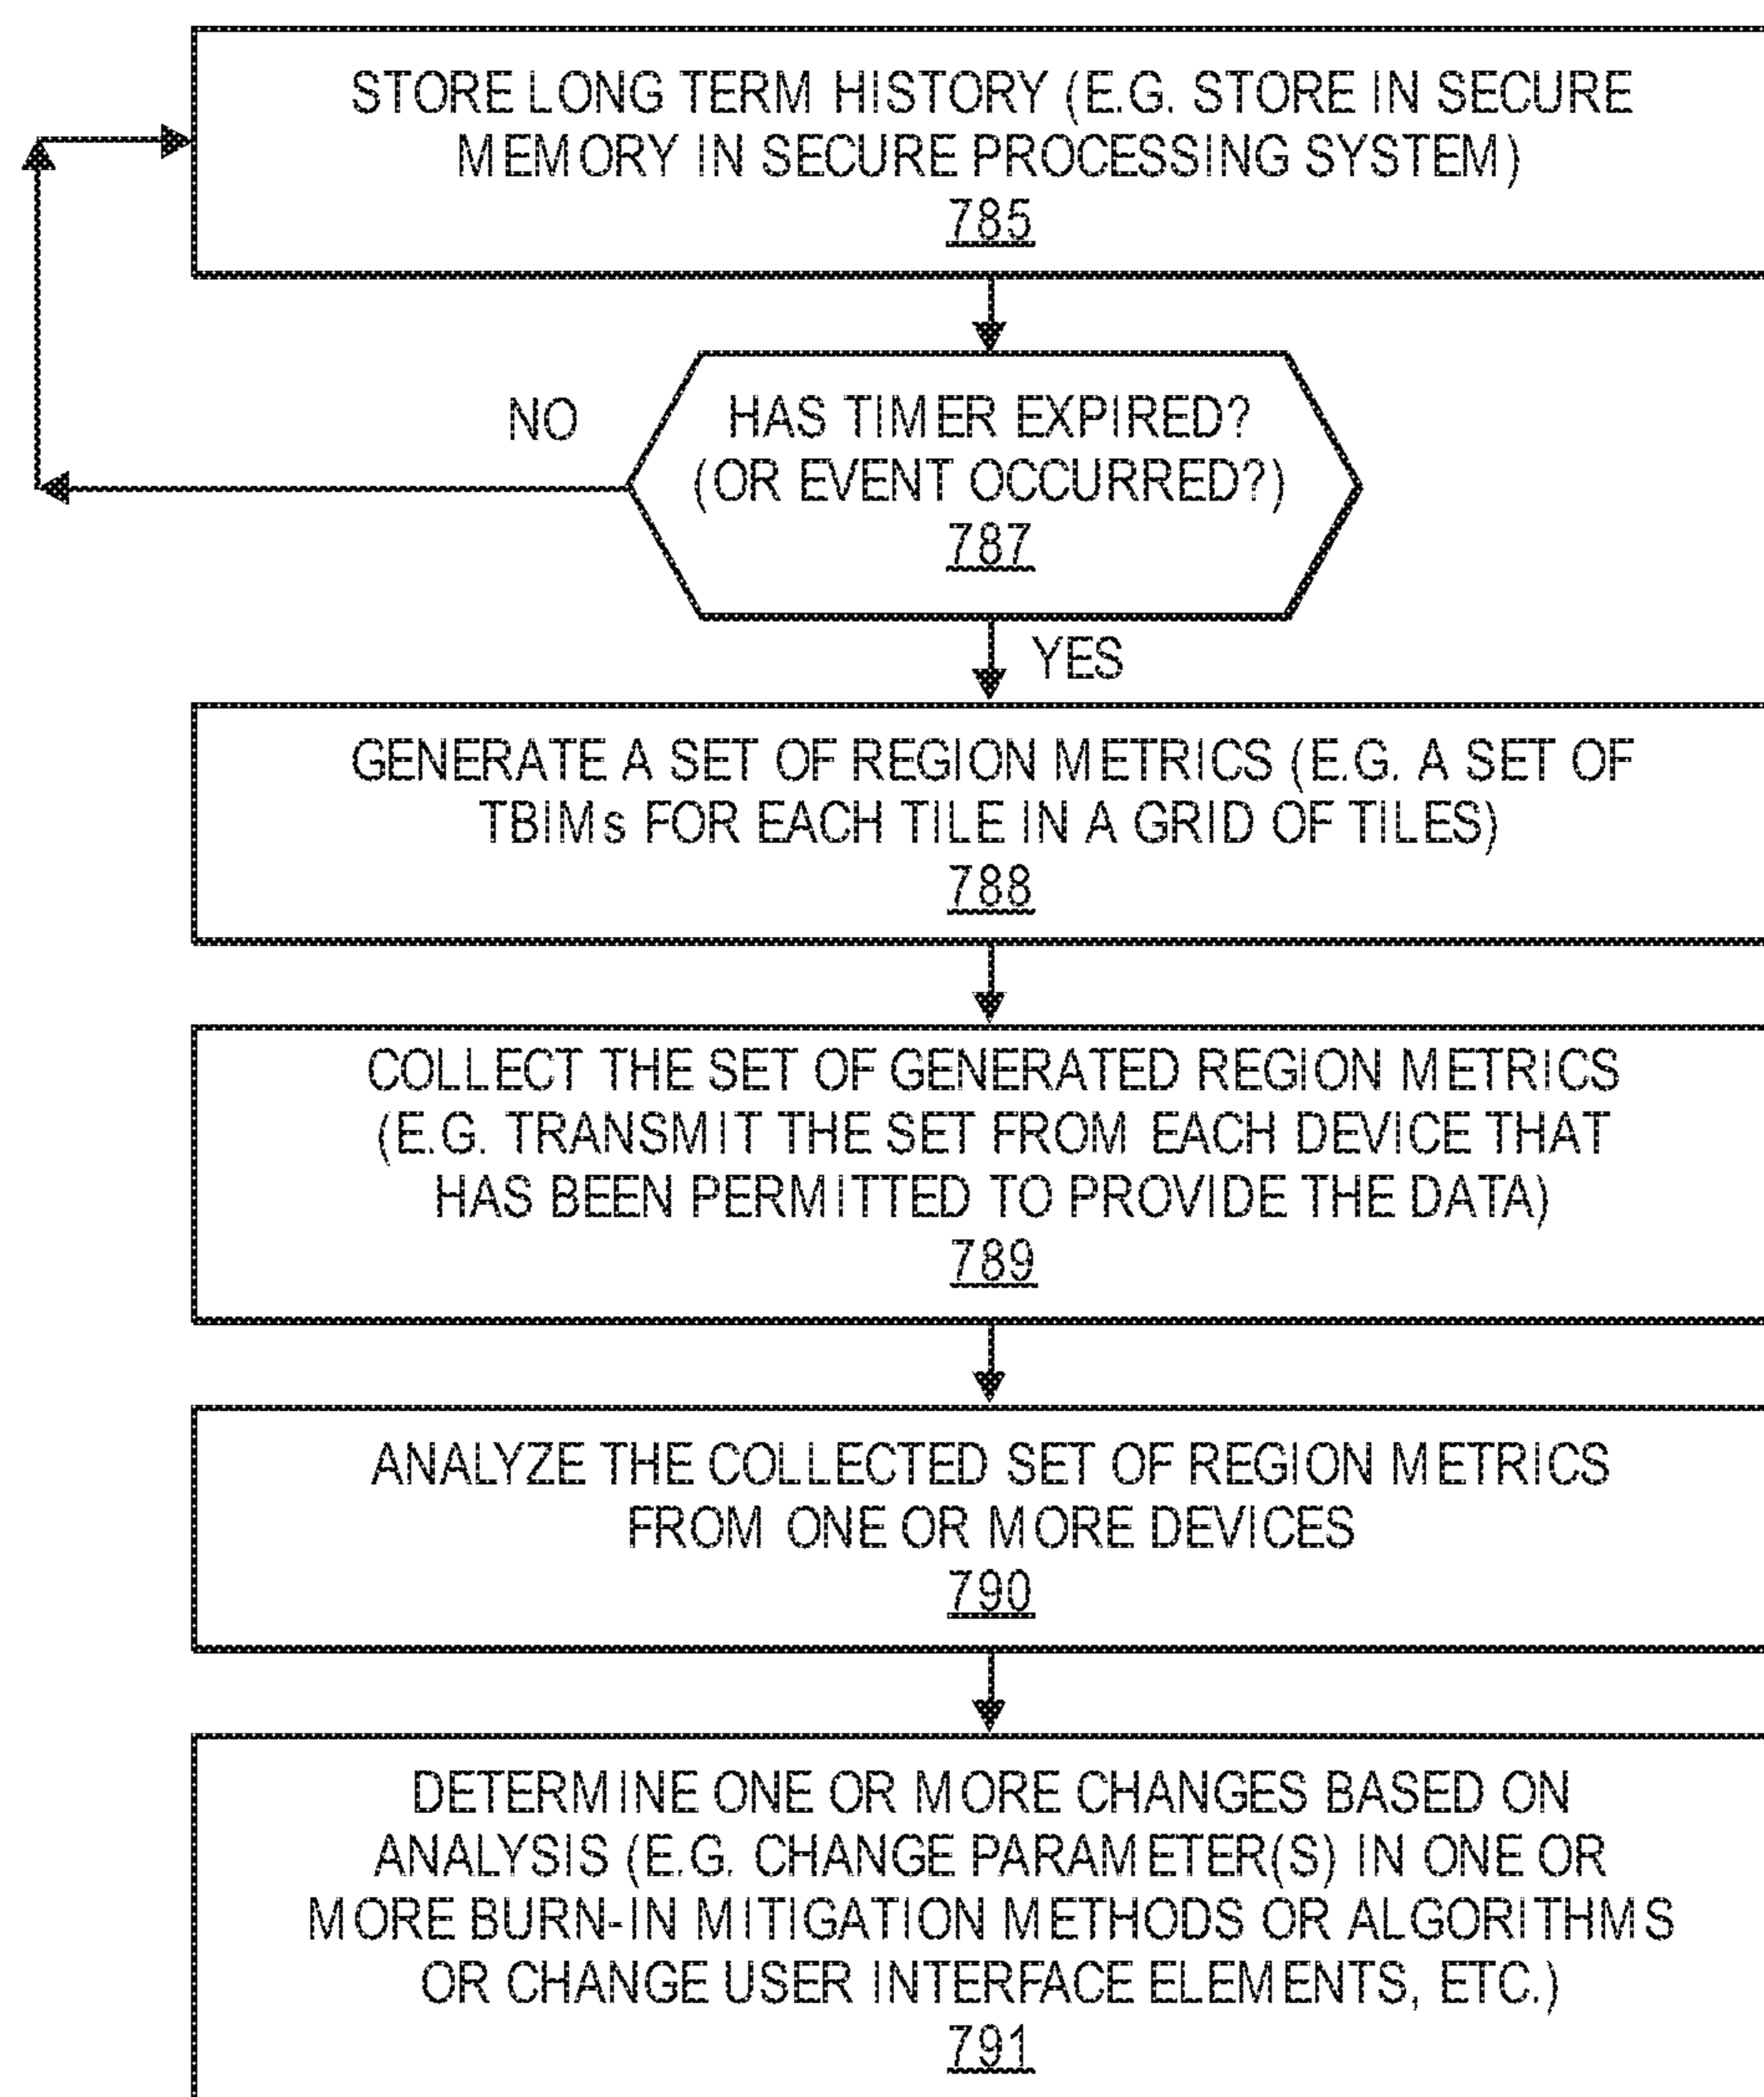 STORE LONG TERM HISTORY (E.G. STORE IN SECURE
MEMORY IN SECURE PROCESSING SYSTEM)
785
NO
HAS TIMER EXPIRED?
(OR EVENT OCCURRED?)
787
YES
GENERATE A SET OF REGION METRICS (E.G. A SET OF
TBIMs FOR EACH TILE IN A GRID OF TILES)
788
COLLECT THE SET OF GENERATED REGION METRICS
(E.G. TRANSMIT THE SET FROM EACH DEVICE THAT
HAS BEEN PERMITTED TO PROVIDE THE DATA)
789
ANALYZE THE COLLECTED SET OF REGION METRICS
FROM ONE OR MORE DEVICES
790
DETERMINE ONE OR MORE CHANGES BASED ON
ANALYSIS (E.G. CHANGE PARAMETER(S) IN ONE OR
MORE BURN-IN MITIGATION METHODS OR ALGORITHMS
OR CHANGE USER INTERFACE ELEMENTS, ETC.)
791